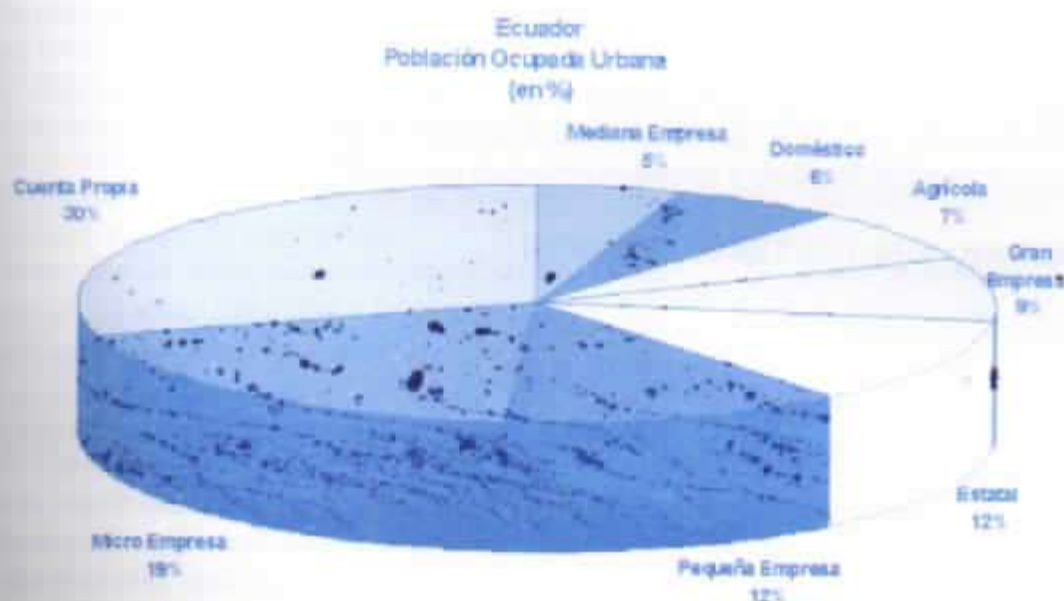 Ecuador
Población Ocupada Urbana
(en %)
Mediana Empresa
5%
Doméstico
6%
Cuenta Propia
30%
Agrícola
7%
Gran
Empresa
9%
Estatal
12%
Micro Empresa
19%
Pequeña Empresa
12%